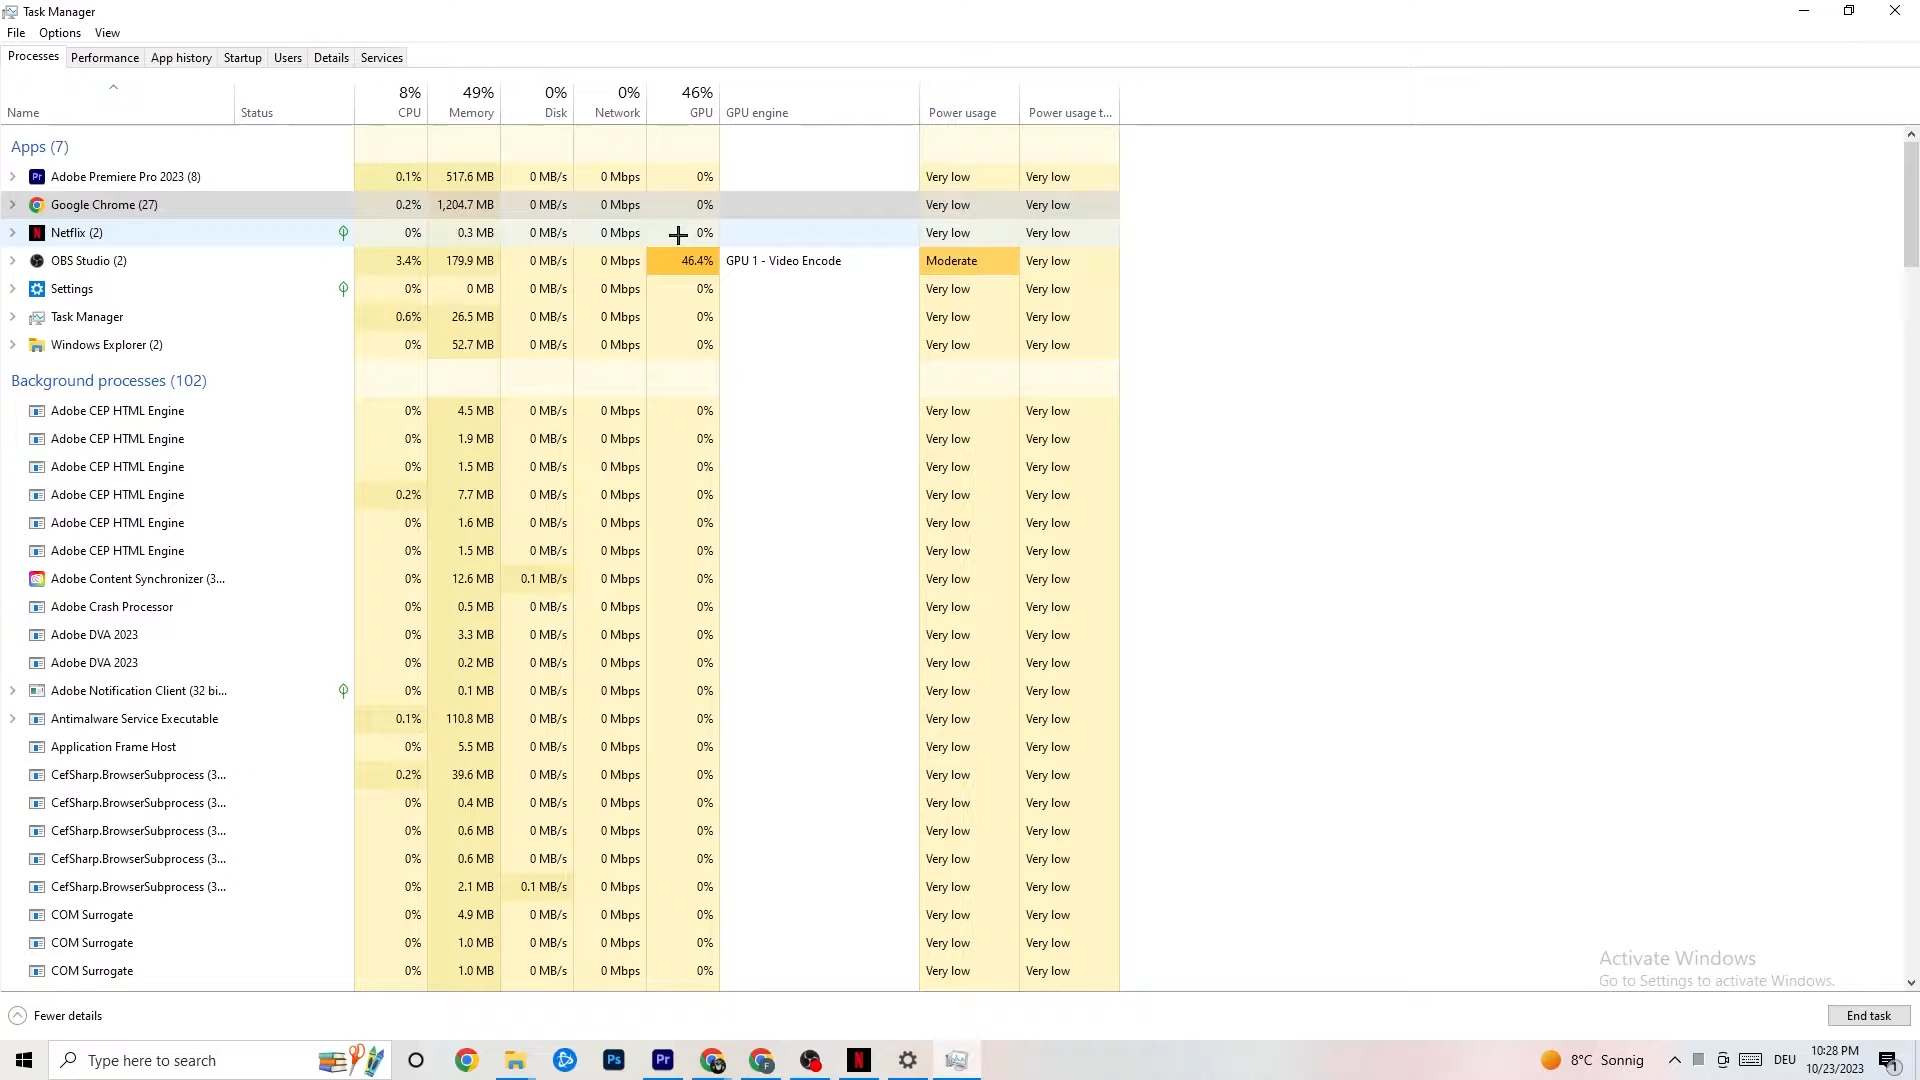 Task Manager
File Options View
Processes Performance App history Startup Users Details Services
8% 49% 0% 0% 46%
Name Status CPU Memory Disk Network GPU GPU engine Power usage Power usage t...
Apps (7)
Adobe Premiere Pro 2023 (8) 0.1% 517.6 MB 0 MB/s 0 Mbps 0% Very low Very low
Google Chrome (27) 0.2% 1,204.7 MB 0 MB/s 0 Mbps 0% Very low Very low
Netflix (2) 0% 0.3 MB 0 MB/s 0 Mbps 0% Very low Very low
OBS Studio (2) 3.4% 179.9 MB 0 MB/s 0 Mbps 46.4% GPU 1 - Video Encode Moderate Very low
Settings 0% 0 MB 0 MB/s 0 Mbps 0% Very low Very low
Task Manager 0.6% 26.5 MB 0 MB/s 0 Mbps 0% Very low Very low
Windows Explorer (2) 0% 52.7 MB 0 MB/s 0 Mbps 0% Very low Very low
Background processes (102)
Adobe CEP HTML Engine 0% 4.5 MB 0 MB/s 0 Mbps 0% Very low Very low
Adobe CEP HTML Engine 0% 1.9 MB 0 MB/s 0 Mbps 0% Very low Very low
Adobe CEP HTML Engine 0% 1.5 MB 0 MB/s 0 Mbps 0% Very low Very low
Adobe CEP HTML Engine 0.2% 7.7 MB 0 MB/s 0 Mbps 0% Very low Very low
Adobe CEP HTML Engine 0% 1.6 MB 0 MB/s 0 Mbps 0% Very low Very low
Adobe CEP HTML Engine 0% 1.5 MB 0 MB/s 0 Mbps 0% Very low Very low
Adobe Content Synchronizer (3... 0% 12.6 MB 0.1 MB/s 0 Mbps 0% Very low Very low
Adobe Crash Processor 0% 0.5 MB 0 MB/s 0 Mbps 0% Very low Very low
Adobe DVA 2023 0% 3.3 MB 0 MB/s 0 Mbps 0% Very low Very low
Adobe DVA 2023 0% 0.2 MB 0 MB/s 0 Mbps 0% Very low Very low
Adobe Notification Client (32 bi... 0% 0.1 MB 0 MB/s 0 Mbps 0% Very low Very low
Antimalware Service Executable 0.1% 110.8 MB 0 MB/s 0 Mbps 0% Very low Very low
Application Frame Host 0% 5.5 MB 0 MB/s 0 Mbps 0% Very low Very low
CefSharp.BrowserSubprocess (3... 0.2% 39.6 MB 0 MB/s 0 Mbps 0% Very low Very low
CefSharp.BrowserSubprocess (3... 0% 0.4 MB 0 MB/s 0 Mbps 0% Very low Very low
CefSharp.BrowserSubprocess (3... 0% 0.6 MB 0 MB/s 0 Mbps 0% Very low Very low
CefSharp.BrowserSubprocess (3... 0% 0.6 MB 0 MB/s 0 Mbps 0% Very low Very low
CefSharp.BrowserSubprocess (3... 0% 2.1 MB 0.1 MB/s 0 Mbps 0% Very low Very low
COM Surrogate 0% 4.9 MB 0 MB/s 0 Mbps 0% Very low Very low
COM Surrogate 0% 1.0 MB 0 MB/s 0 Mbps 0% Very low Very low
COM Surrogate 0% 1.0 MB 0 MB/s 0 Mbps 0% Very low Very low
Activate Windows
Go to Settings to activate Windows.
Fewer details End task
Type here to search Ps Pr F N 8°C Sonnig DEU 10:28 PM
10/23/2023 1